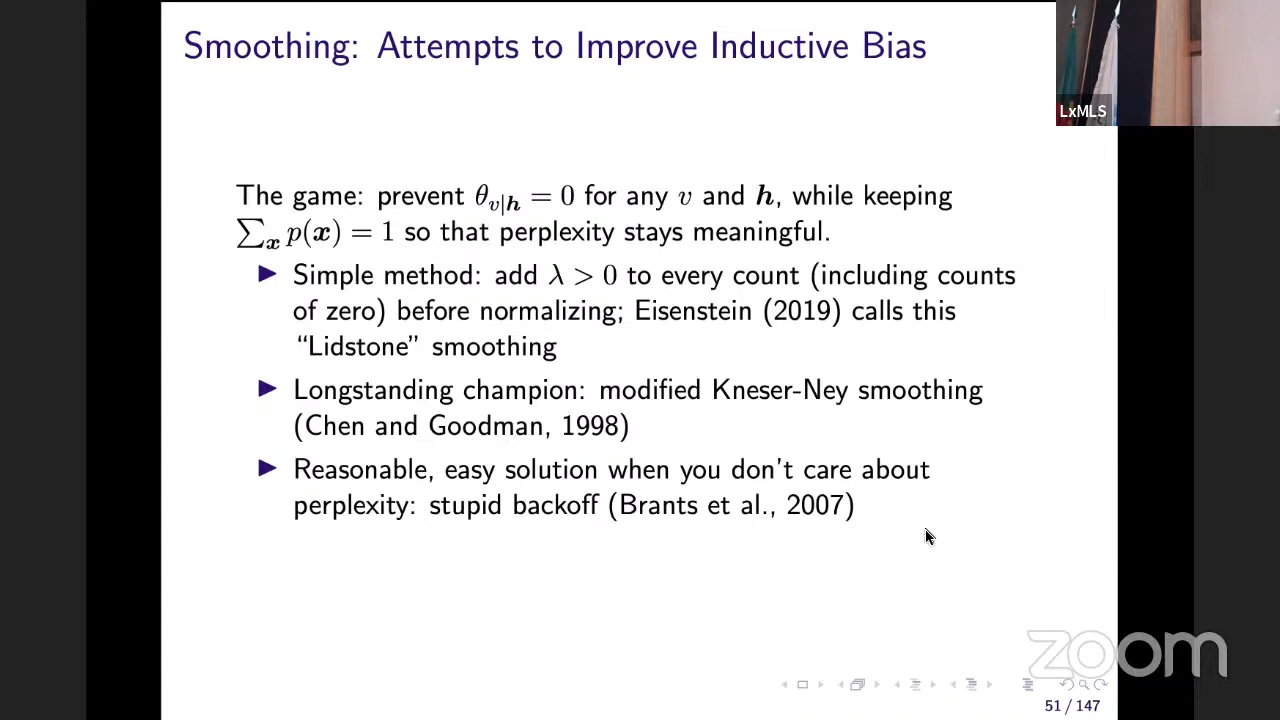 Smoothing: Attempts to Improve Inductive Bias
LxMLS
The game: prevent θ_{v|h} = 0 for any v and h, while keeping
∑_x p(x) = 1 so that perplexity stays meaningful.
▶ Simple method: add λ > 0 to every count (including counts
of zero) before normalizing; Eisenstein (2019) calls this
“Lidstone” smoothing
▶ Longstanding champion: modified Kneser-Ney smoothing
(Chen and Goodman, 1998)
▶ Reasonable, easy solution when you don’t care about
perplexity: stupid backoff (Brants et al., 2007)
zoom
51 / 147